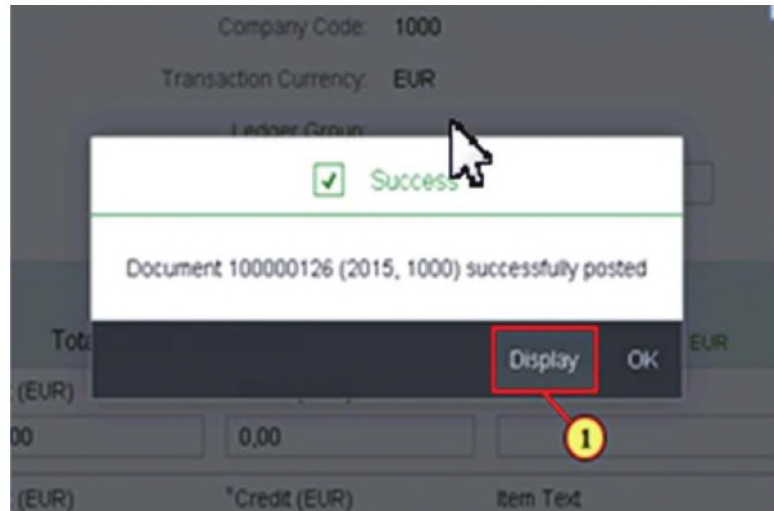 Company Code: 1000
Transaction Currency: EUR
Ledger Group:
Success
Document 100000126 (2015, 1000) successfully posted
EUR
Display OK
(EUR)
00 0,00
1
(EUR) *Credit (EUR) Item Text